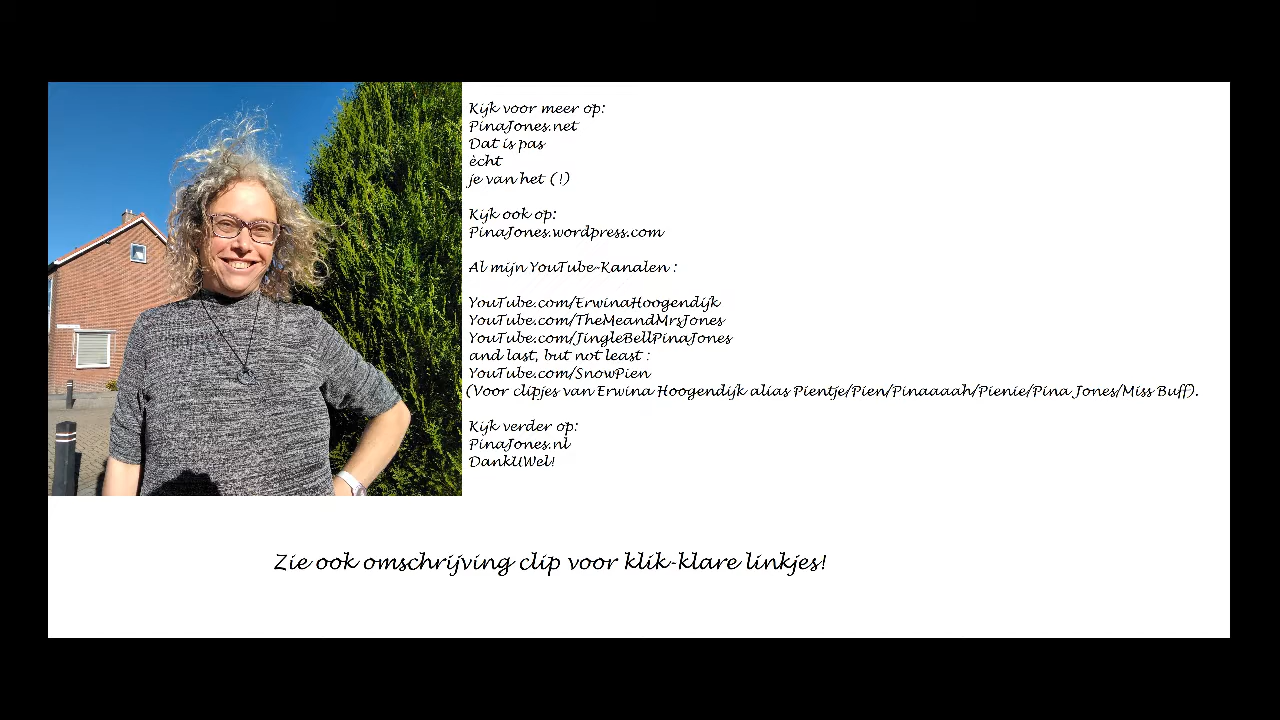 Kijk voor meer op:
PinaJones.net
Dat is pas
ècht
je van het (!)
Kijk ook op:
PinaJones.wordpress.com
Al mijn YouTube-Kanalen :
YouTube.com/ErwinaHoogendijk
YouTube.com/TheMeandMrsJones
YouTube.com/JingleBellPinaJones
and last, but not least :
YouTube.com/SnowPien
(Voor clipjes van Erwina Hoogendijk alias Pientje/Pien/Pinaaaah/Pienie/Pina Jones/Miss Buff).
Kijk verder op:
PinaJones.nl
DankUWel!
Zie ook omschrijving clip voor klik-klare linkjes!